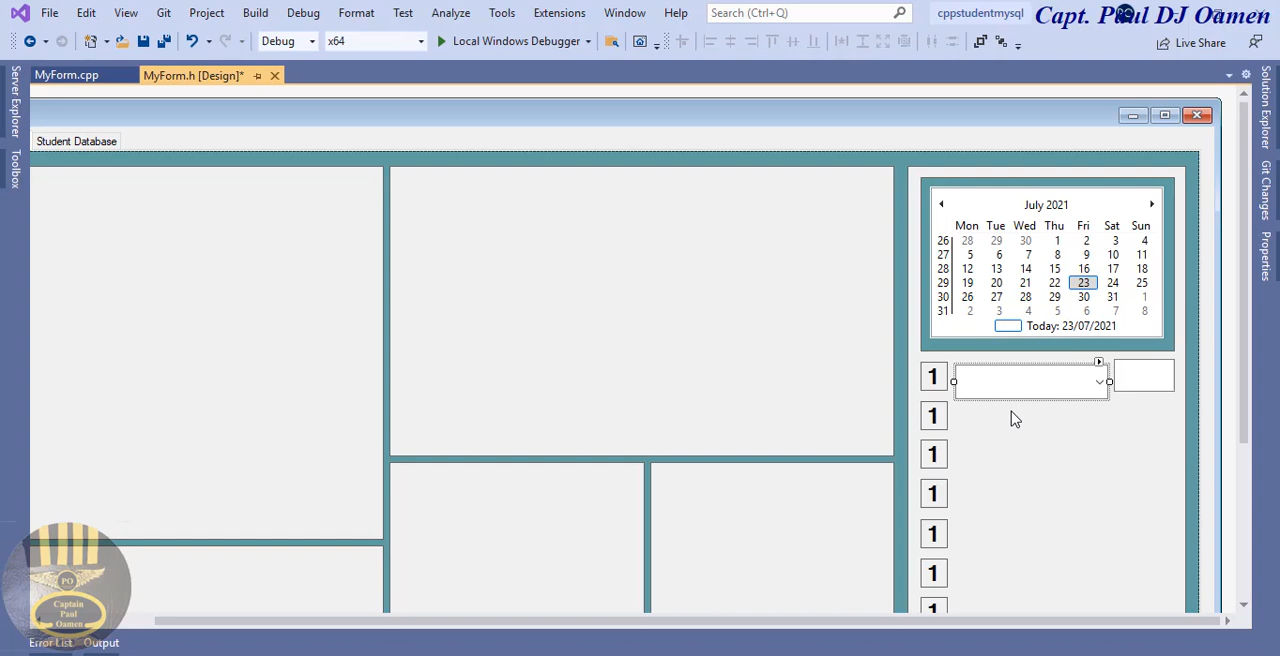 File Edit View Git Project Build Debug Format Test Analyze Tools Extensions Window Help Search (Ctrl+Q) cppstudentmysql Capt. Paul DJ Oamen
Debug x64 Local Windows Debugger Live Share
MyForm.cpp MyForm.h [Design]*
Server Explorer
Toolbox
Solution Explorer
Git Changes
Properties
Student Database
July 2021
Mon Tue Wed Thu Fri Sat Sun
26 28 29 30 1 2 3 4
27 5 6 7 8 9 10 11
28 12 13 14 15 16 17 18
29 19 20 21 22 23 24 25
30 26 27 28 29 30 31 1
31 2 3 4 5 6 7 8
Today: 23/07/2021
1
1
1
1
1
1
1
PO
Captain
Paul
Oamen
Error List Output